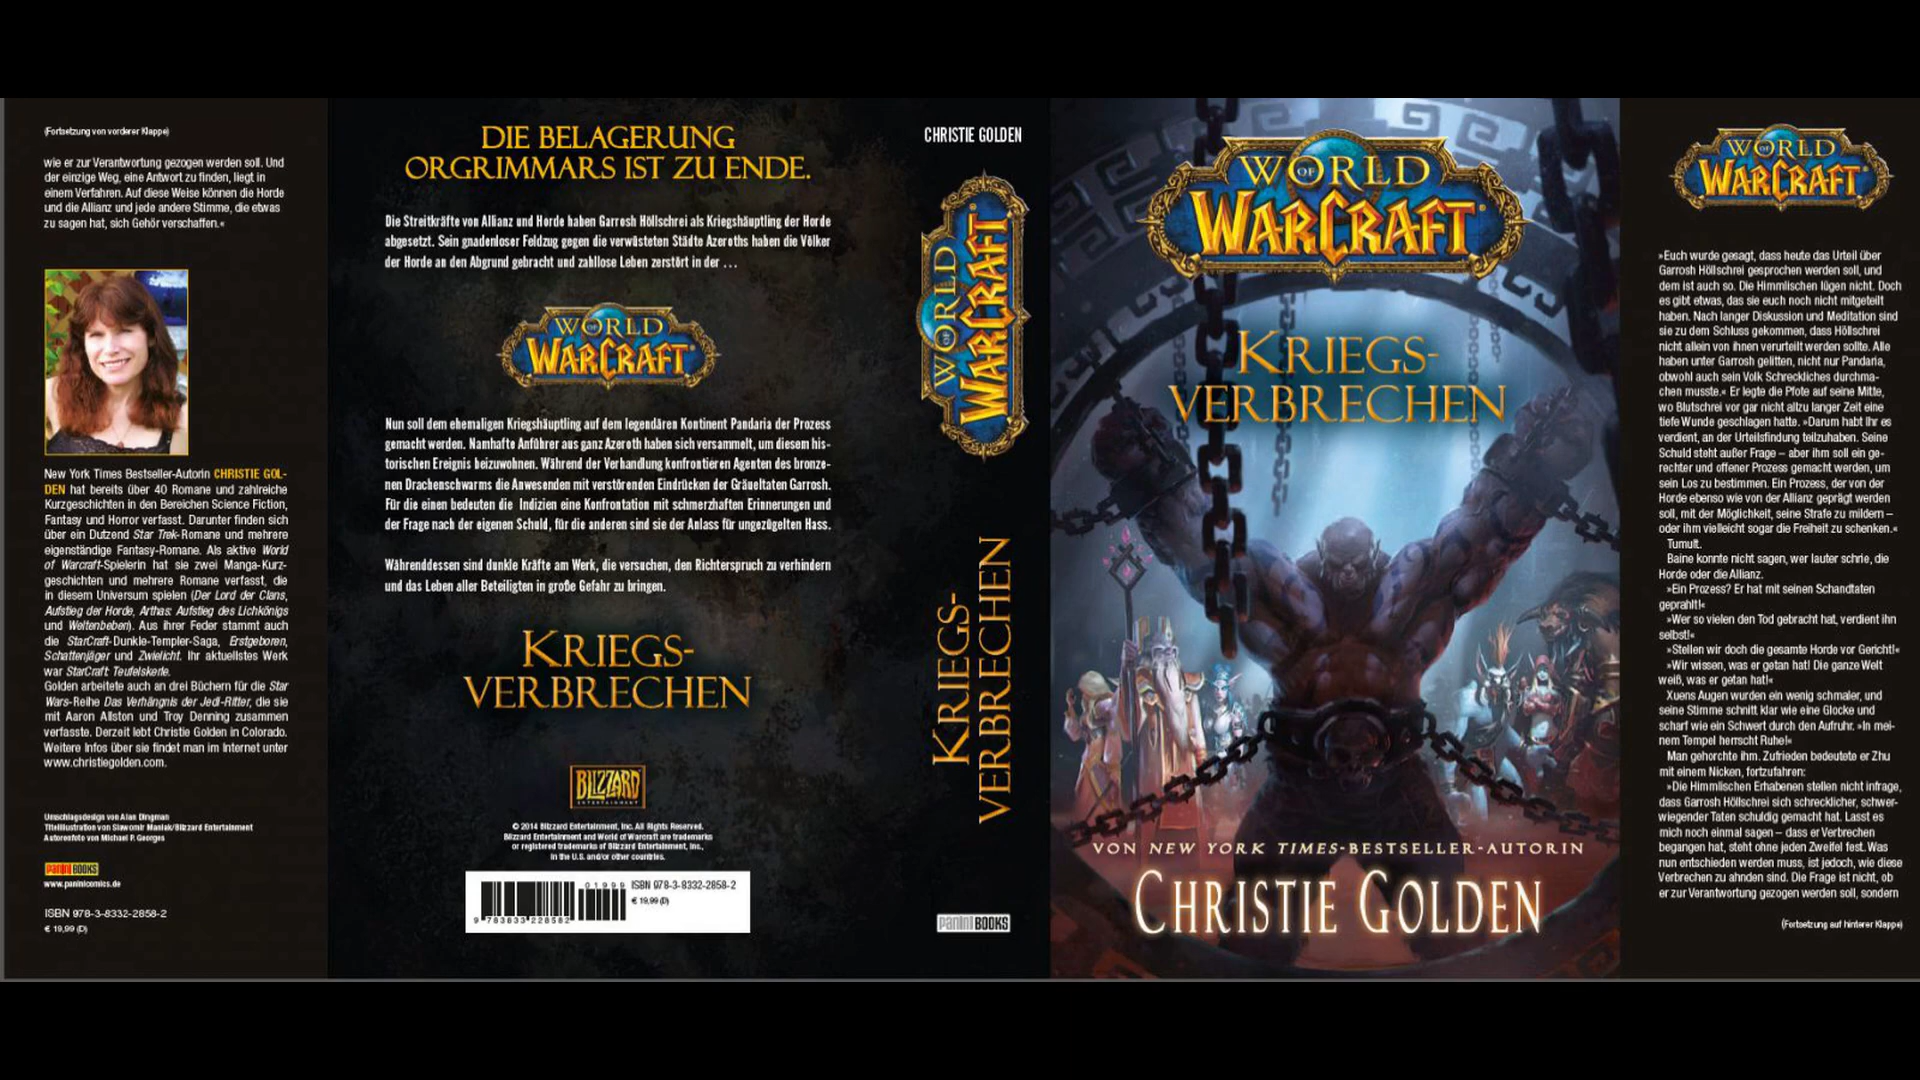 (Fortsetzung von vorderer Klappe)
wie er zur Verantwortung gezogen werden soll. Und
der einzige Weg, eine Antwort zu finden, liegt in
einem Verfahren. Auf diese Weise können die Horde
und die Allianz und jede andere Stimme, die etwas
zu sagen hat, sich Gehör verschaffen.«
New York Times Bestseller-Autorin CHRISTIE GOL-
DEN hat bereits über 40 Romane und zahlreiche
Kurzgeschichten in den Bereichen Science Fiction,
Fantasy und Horror verfasst. Darunter finden sich
über ein Dutzend Star Trek-Romane und mehrere
eigenständige Fantasy-Romane. Als aktive World
of Warcraft-Spielerin hat sie zwei Manga-Kurz-
geschichten und mehrere Romane verfasst, die
in diesem Universum spielen (Der Lord der Clans,
Aufstieg der Horde, Arthas: Aufstieg des Lichkönigs
und Weltenbeben). Aus ihrer Feder stammt auch
die StarCraft-Dunkle-Templer-Saga, Erstgeboren,
Schattenjäger und Zwielicht. Ihr aktuellstes Werk
war StarCraft: Teufelskerle.
Golden arbeitete auch an drei Büchern für die Star
Wars-Reihe Das Verhängnis der Jedi-Ritter, die sie
mit Aaron Allston und Troy Denning zusammen
verfasste. Derzeit lebt Christie Golden in Colorado.
Weitere Infos über sie findet man im Internet unter
www.christiegolden.com.
Umschlagsdesign von Alan Dingman
Titelillustration von Slawomir Maniak/Blizzard Entertainment
Autorenfoto von Michael P. Georges
panini BOOKS
www.paninicomics.de
ISBN 978-3-8332-2858-2
€ 19,99 (D)
DIE BELAGERUNG
ORGRIMMARS IST ZU ENDE.
Die Streitkräfte von Allianz und Horde haben Garrosh Höllschrei als Kriegshäuptling der Horde
abgesetzt. Sein gnadenloser Feldzug gegen die verwüsteten Städte Azeroths haben die Völker
der Horde an den Abgrund gebracht und zahllose Leben zerstört in der ...
WORLD
OF
WARCRAFT
Nun soll dem ehemaligen Kriegshäuptling auf dem legendären Kontinent Pandaria der Prozess
gemacht werden. Namhafte Anführer aus ganz Azeroth haben sich versammelt, um diesem his-
torischen Ereignis beizuwohnen. Während der Verhandlung konfrontieren Agenten des bronze-
nen Drachenschwarms die Anwesenden mit verstörenden Eindrücken der Gräueltaten Garrosh.
Für die einen bedeuten die Indizien eine Konfrontation mit schmerzhaften Erinnerungen und
der Frage nach der eigenen Schuld, für die anderen sind sie der Anlass für ungezügelten Hass.
Währenddessen sind dunkle Kräfte am Werk, die versuchen, den Richterspruch zu verhindern
und das Leben aller Beteiligten in große Gefahr zu bringen.
KRIEGS-
VERBRECHEN
BLIZZARD
ENTERTAINMENT
© 2014 Blizzard Entertainment, Inc. All Rights Reserved.
Blizzard Entertainment and World of Warcraft are trademarks
or registered trademarks of Blizzard Entertainment, Inc.,
in the U.S. and/or other countries.
01999
ISBN 978-3-8332-2858-2
€ 19,99 (D)
9 783833 228582
CHRISTIE GOLDEN
WORLD
OF
WARCRAFT
KRIEGS-
VERBRECHEN
panini BOOKS
WORLD
OF
WARCRAFT
KRIEGS-
VERBRECHEN
VON NEW YORK TIMES-BESTSELLER-AUTORIN
CHRISTIE GOLDEN
WORLD
OF
WARCRAFT
»Euch wurde gesagt, dass heute das Urteil über
Garrosh Höllschrei gesprochen werden soll, und
dem ist auch so. Die Himmlischen lügen nicht. Doch
es gibt etwas, das sie euch noch nicht mitgeteilt
haben. Nach langer Diskussion und Meditation sind
sie zu dem Schluss gekommen, dass Höllschrei
nicht allein von ihnen verurteilt werden sollte. Alle
haben unter Garrosh gelitten, nicht nur Pandaria,
obwohl auch sein Volk Schreckliches durchma-
chen musste.« Er legte die Pfote auf seine Mitte,
wo Blutschrei vor gar nicht allzu langer Zeit eine
tiefe Wunde geschlagen hatte. »Darum habt ihr es
verdient, an der Urteilsfindung teilzuhaben. Seine
Schuld steht außer Frage – aber ihm soll ein ge-
rechter und offener Prozess gemacht werden, um
sein Los zu bestimmen. Ein Prozess, der von der
Horde ebenso wie von der Allianz geprägt werden
soll, mit der Möglichkeit, seine Strafe zu mildern –
oder ihm vielleicht sogar die Freiheit zu schenken.«
Tumult.
Baine konnte nicht sagen, wer lauter schrie, die
Horde oder die Allianz.
»Ein Prozess? Er hat mit seinen Schandtaten
geprahlt!«
»Wer so vielen den Tod gebracht hat, verdient ihn
selbst!«
»Stellen wir doch die gesamte Horde vor Gericht!«
»Wir wissen, was er getan hat! Die ganze Welt
weiß, was er getan hat!«
Xuens Augen wurden ein wenig schmaler, und
seine Stimme schnitt klar wie eine Glocke und
scharf wie ein Schwert durch den Aufruhr. »In mei-
nem Tempel herrscht Ruhe!«
Man gehorchte ihm. Zufrieden bedeutete er Zhu
mit einem Nicken, fortzufahren:
»Die Himmlischen Erhabenen stellen nicht infrage,
dass Garrosh Höllschrei sich schrecklicher, schwer-
wiegender Taten schuldig gemacht hat. Lasst es
mich noch einmal sagen – dass er Verbrechen
begangen hat, steht ohne jeden Zweifel fest. Was
nun entschieden werden muss, ist jedoch, wie diese
Verbrechen zu ahnden sind. Die Frage ist nicht, ob
er zur Verantwortung gezogen werden soll, sondern
(Fortsetzung auf hinterer Klappe)